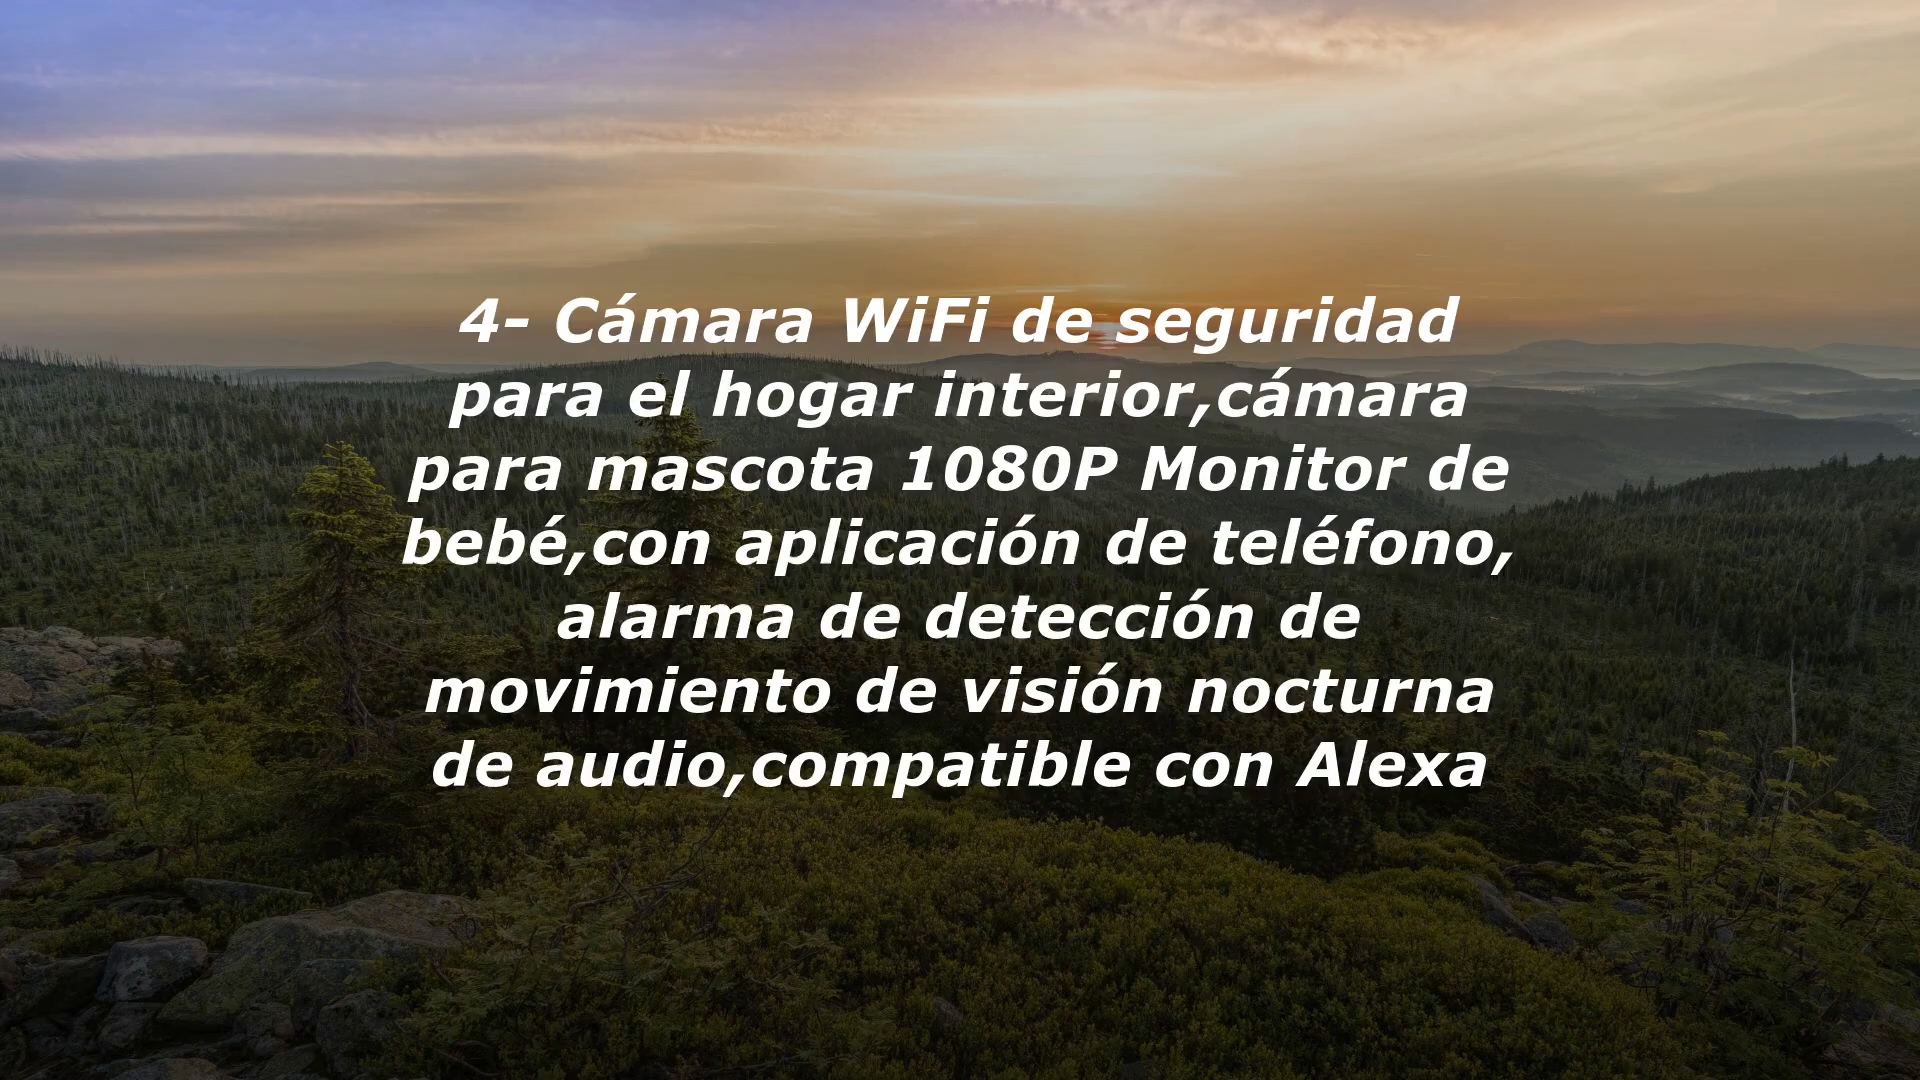 4- Cámara WiFi de seguridad
para el hogar interior,cámara
para mascota 1080P Monitor de
bebé,con aplicación de teléfono,
alarma de detección de
movimiento de visión nocturna
de audio,compatible con Alexa